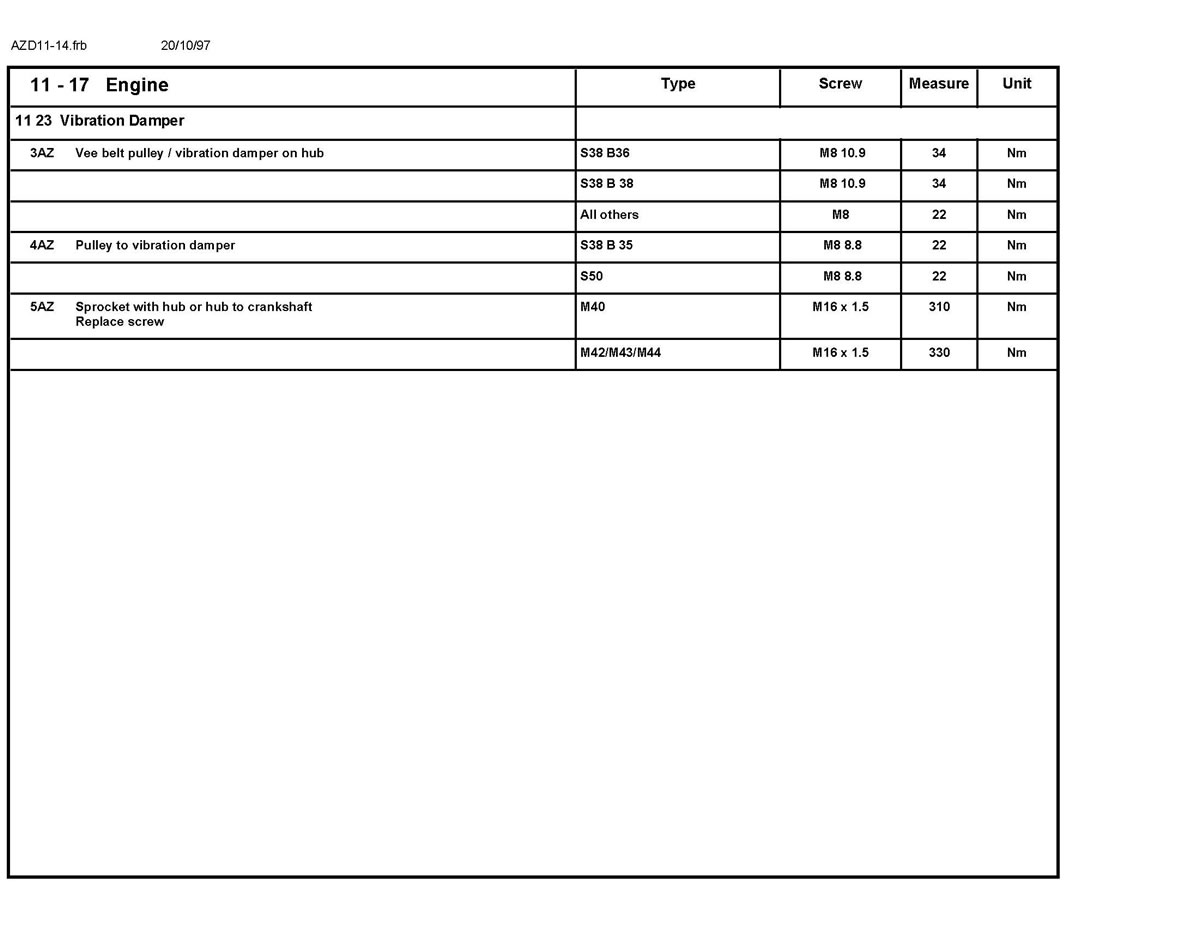 AZD11-14.frb 20/10/97
11 - 17 Engine Type Screw Measure Unit
11 23 Vibration Damper
3AZ Vee belt pulley / vibration damper on hub S38 B36 M8 10.9 34 Nm
S38 B 38 M8 10.9 34 Nm
All others M8 22 Nm
4AZ Pulley to vibration damper S38 B 35 M8 8.8 22 Nm
S50 M8 8.8 22 Nm
5AZ Sprocket with hub or hub to crankshaft M40 M16 x 1.5 310 Nm
Replace screw
M42/M43/M44 M16 x 1.5 330 Nm